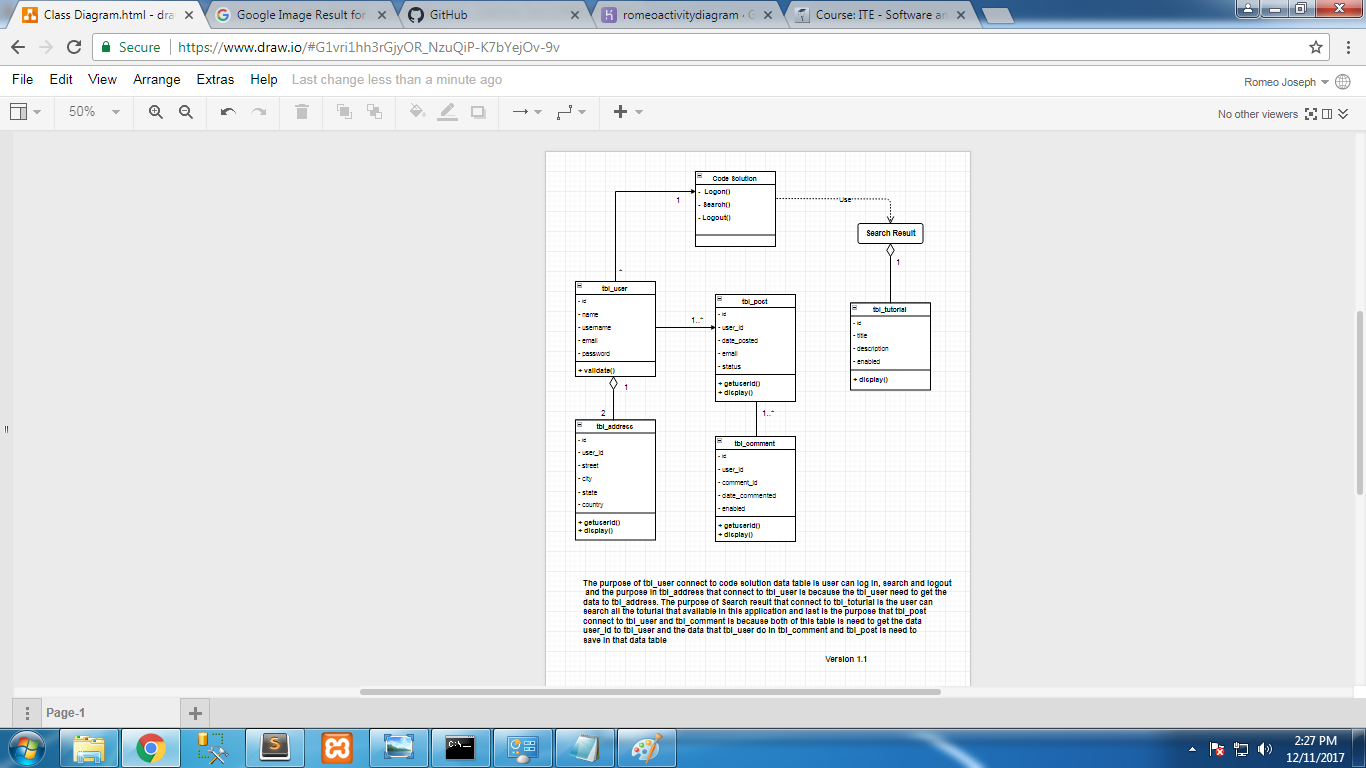 Class Diagram.html - dra
Google Image Result for
GitHub
romeoactivitydiagram - G
Course: ITE - Software an
Secure
https://www.draw.io/#G1vri1hh3rGjyOR_NzuQiP-K7bYejOv-9v
File Edit View Arrange Extras Help Last change less than a minute ago
Romeo Joseph
50%
No other viewers
Code Solution
- Logon()
- Search()
- Logout()
1
Use
Search Result
1
*
tbl_user
- id
- name
- username
- email
- password
+ validate()
1..*
tbl_post
- id
- user_id
- date_posted
- email
- status
+ getuserid()
+ display()
tbl_tutorial
- id
- title
- description
- enabled
+ display()
1
2
1..*
tbl_address
- id
- user_id
- street
- city
- state
- country
+ getuserid()
+ display()
tbl_comment
- id
- user_id
- comment_id
- date_commented
- enabled
+ getuserid()
+ display()
The purpose of tbl_user connect to code solution data table is user can log in, search and logout
and the purpose in tbl_address that connect to tbl_user is because the tbl_user need to get the
data to tbl_address. The purpose of Search result that connect to tbl_toturial is the user can
search all the toturial that available in this application and last is the purpose that tbl_post
connect to tbl_user and tbl_comment is because both of this table is need to get the data
user_id to tbl_user and the data that tbl_user do in tbl_comment and tbl_post is need to
save in that data table
Version 1.1
Page-1
2:27 PM
12/11/2017